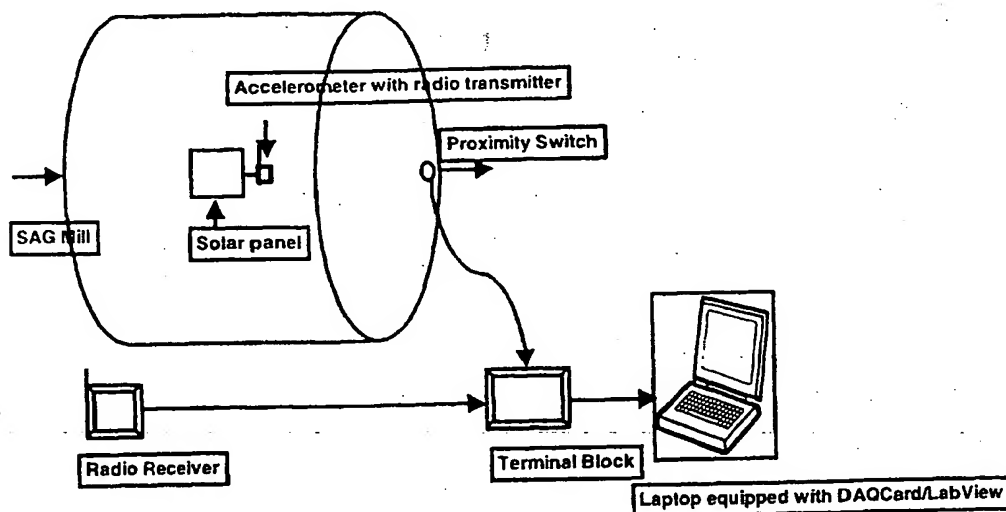 Accelerometer with radio transmitter
Proximity Switch
SAG Mill
Solar panel
Radio Receiver
Terminal Block
Laptop equipped with DAQCard/LabView